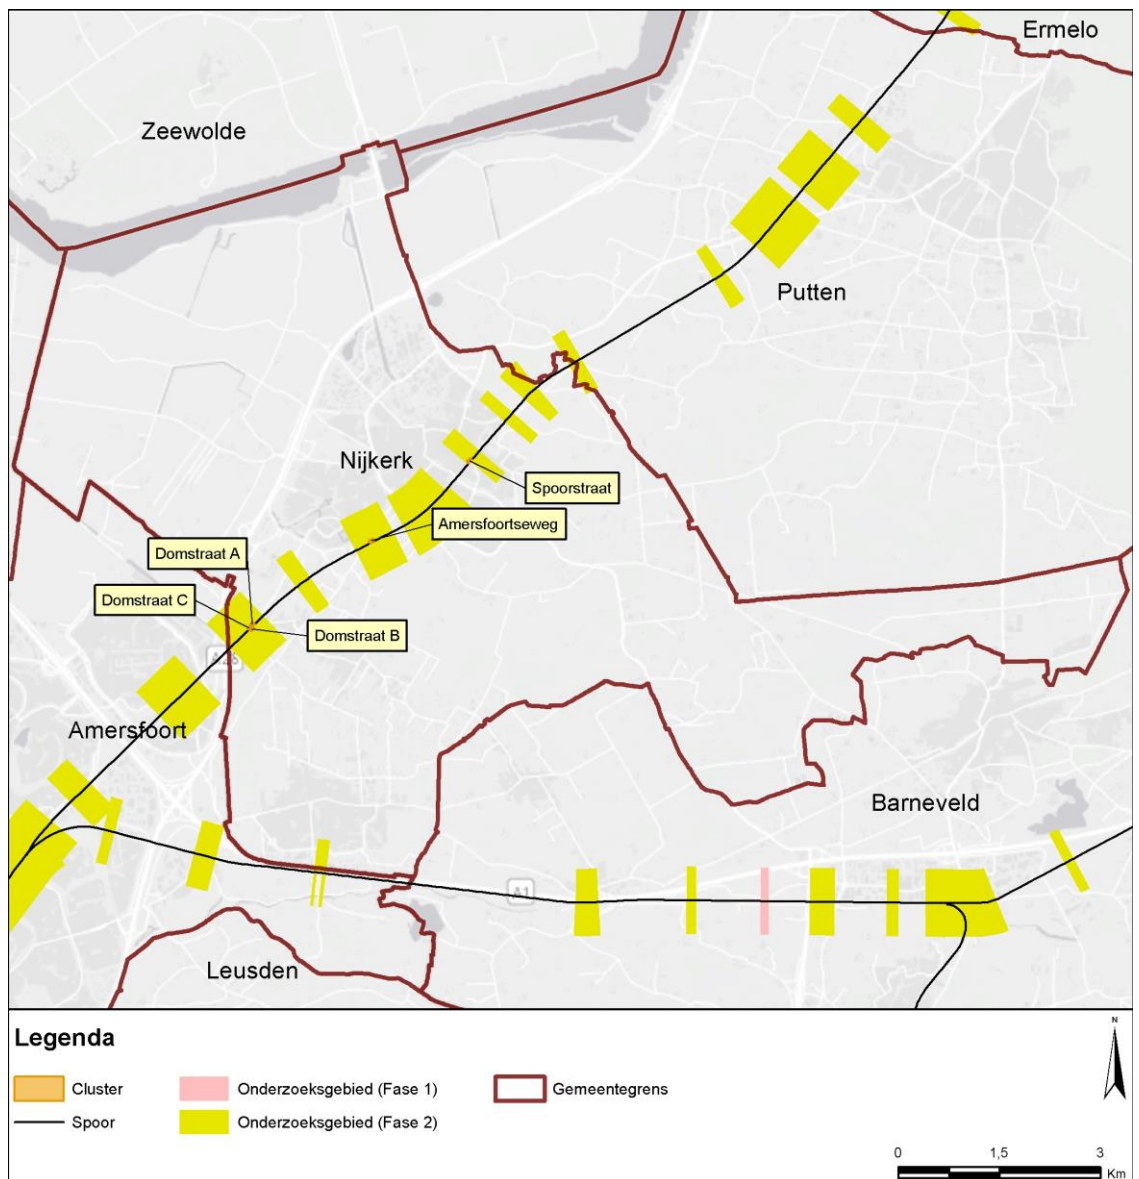 Ermelo
Zeewolde
Putten
Nijkerk
Spoorstraat
Amersfoortseweg
Domstraat A
Domstraat C
Domstraat B
Amersfoort
Barneveld
A1
Leusden
Legenda
N
Cluster
Onderzoeksgebied (Fase 1)
Gemeentegrens
Spoor
Onderzoeksgebied (Fase 2)
0 1,5 3
Km